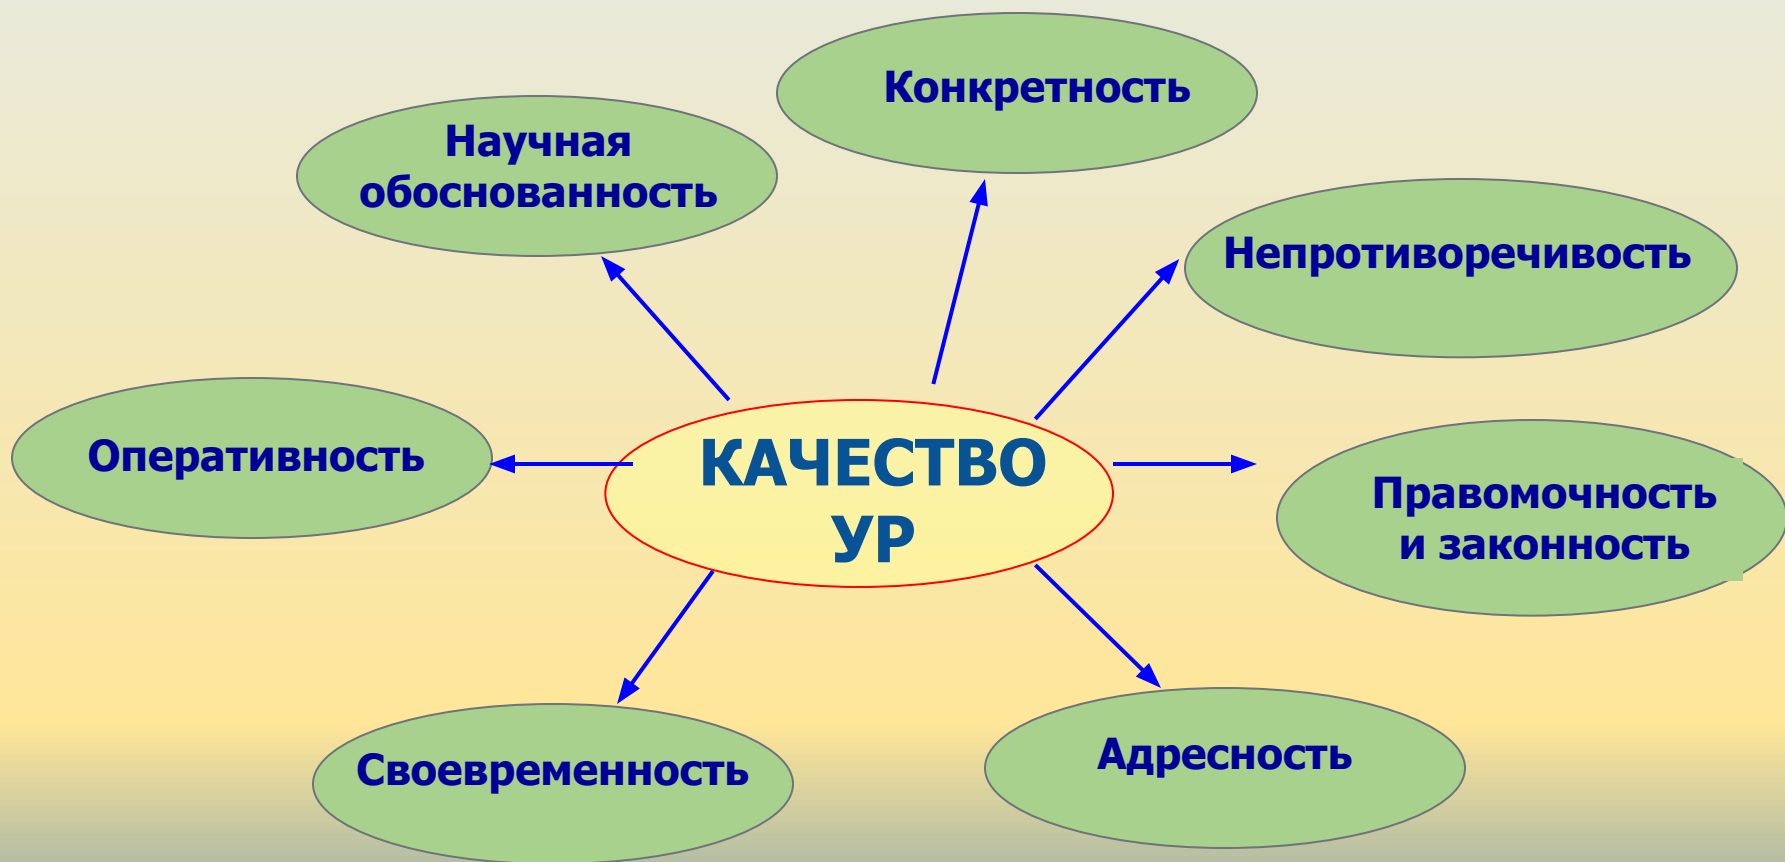 Конкретность
Научная
обоснованность
Непротиворечивость
Оперативность
КАЧЕСТВО
УР
Правомочность
и законность
Своевременность
Адресность